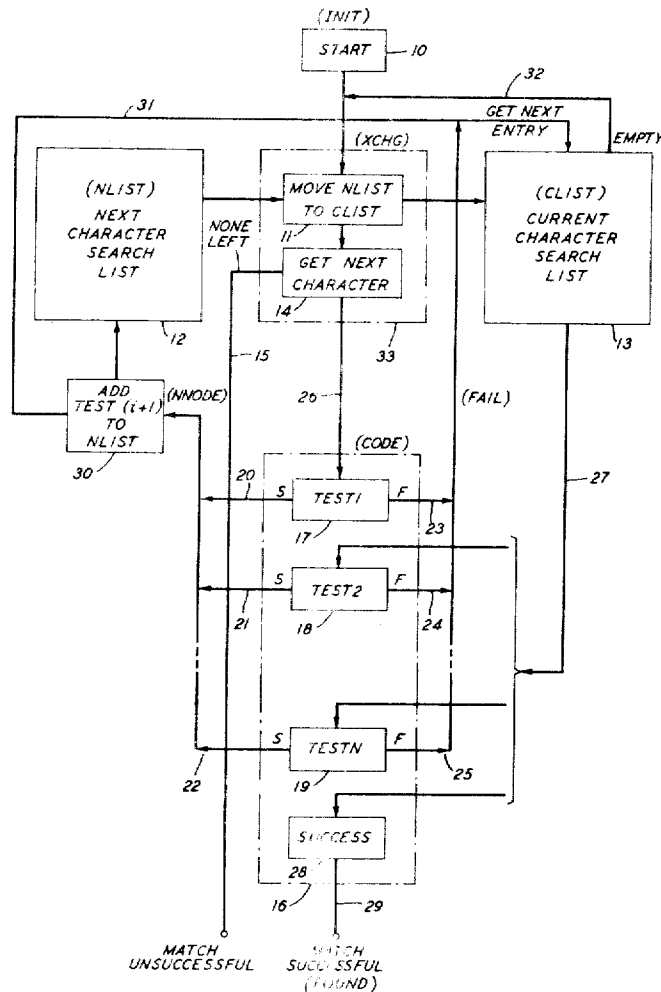 (INIT)
START
10
32
31
GET NEXT
ENTRY
EMPTY
(XCHG)
(NLIST)
NEXT
CHARACTER
SEARCH
LIST
12
MOVE NLIST
TO CLIST
11
NONE
LEFT
GET NEXT
CHARACTER
14
33
(CLIST)
CURRENT
CHARACTER
SEARCH
LIST
13
15
26
ADD
TEST (i+1)
TO
NLIST
30
(NNODE)
(FAIL)
27
(CODE)
20
S
TEST1
F
17
23
S
TEST2
F
21
18
24
S
TESTN
F
22
19
25
SUCCESS
28
16
29
MATCH
UNSUCCESSFUL
MATCH
SUCCESSFUL
(FOUND)